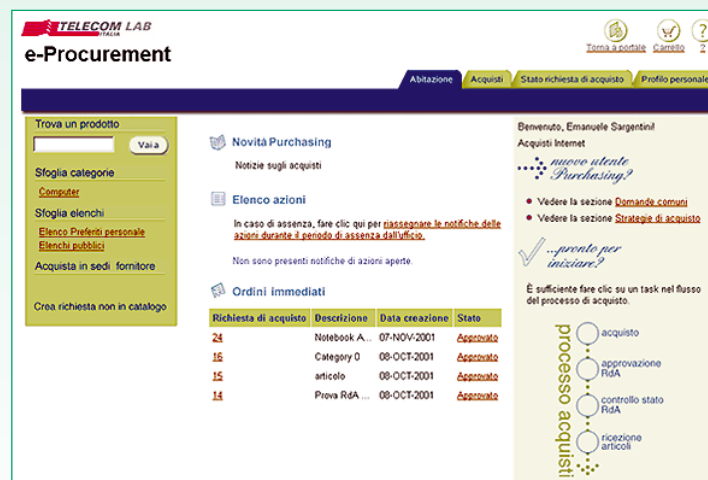 TELECOM LAB
ITALIA
e-Procurement
Torna a portale
Carrello
?
Abitazione
Acquisti
Stato richiesta di acquisto
Profilo personale
Trova un prodotto
Vai a
Sfoglia categorie
Computer
Sfoglia elenchi
Elenco Preferiti personale
Elenchi pubblici
Acquista in sedi fornitore
Crea richiesta non in catalogo
Novità Purchasing
Notizie sugli acquisti
Elenco azioni
In caso di assenza, fare clic qui per riassegnare le notifiche delle
azioni durante il periodo di assenza dall'ufficio.
Non sono presenti notifiche di azioni aperte.
Ordini immediati
Richiesta di acquisto Descrizione Data creazione Stato
24 Notebook A... 07-NOV-2001 Approvato
16 Category 0 08-OCT-2001 Approvato
15 articolo 08-OCT-2001 Approvato
14 Prova RdA ... 08-OCT-2001 Approvato
Benvenuto, Emanuele Sargentini!
Acquisti Internet
nuovo utente
Purchasing?
Vedere la sezione Domande comuni
Vedere la sezione Strategie di acquisto
...pronto per
iniziare?
È sufficiente fare clic su un task nel flusso
del processo di acquisto.
processo acquisti
acquisto
approvazione
RdA
controllo stato
RdA
ricezione
articoli